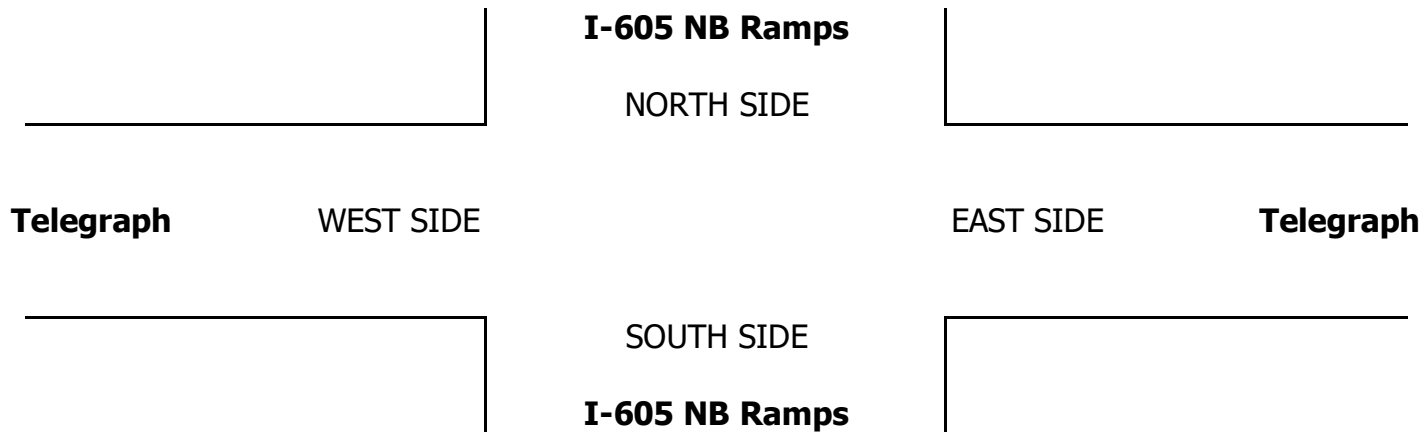 I-605 NB Ramps
NORTH SIDE
Telegraph WEST SIDE EAST SIDE Telegraph
SOUTH SIDE
I-605 NB Ramps